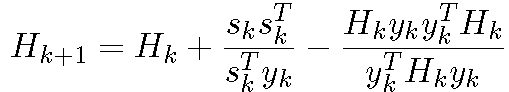 $H_{k+1} = H_k + \frac{s_k s_k^T}{s_k^T y_k} - \frac{H_k y_k y_k^T H_k}{y_k^T H_k y_k}$